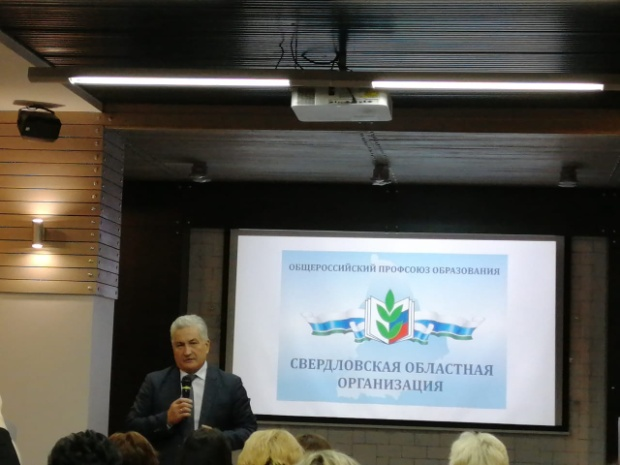 ОБЩЕРОССИЙСКИЙ ПРОФСОЮЗ ОБРАЗОВАНИЯ
СВЕРДЛОВСКАЯ ОБЛАСТНАЯ
ОРГАНИЗАЦИЯ